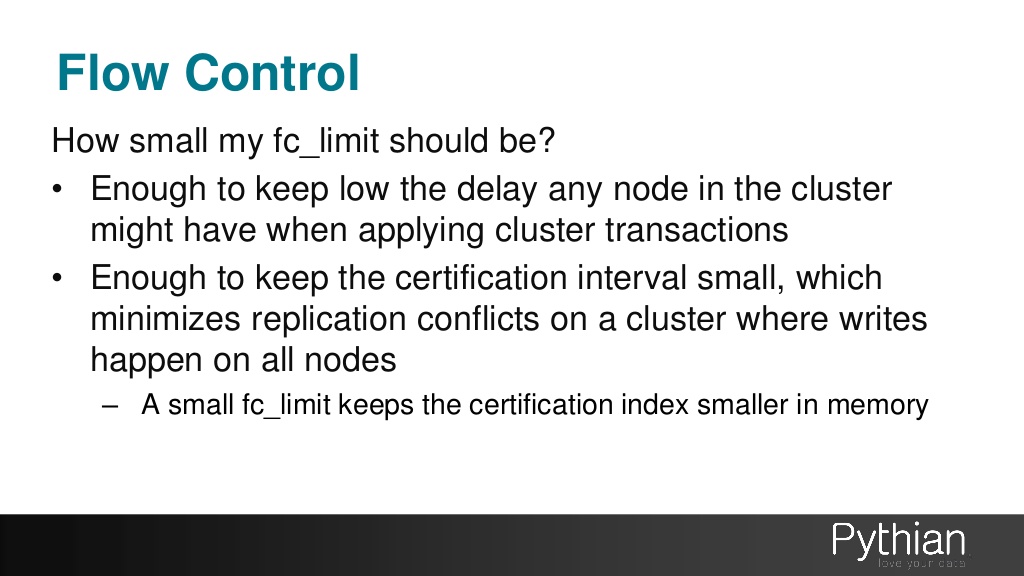 Flow Control
How small my fc_limit should be?
• Enough to keep low the delay any node in the cluster
might have when applying cluster transactions
• Enough to keep the certification interval small, which
minimizes replication conflicts on a cluster where writes
happen on all nodes
– A small fc_limit keeps the certification index smaller in memory
Pythian
love your data